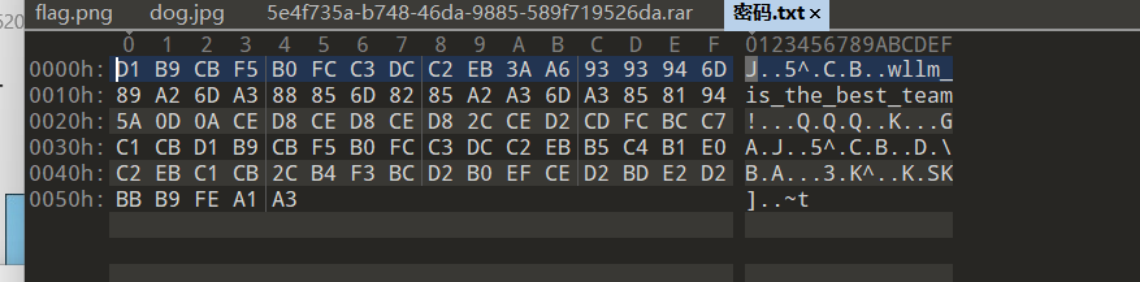 flag.png dog.jpg 5e4f735a-b748-46da-9885-589f719526da.rar 密码.txt×
0 1 2 3 4 5 6 7 8 9 A B C D E F 0123456789ABCDEF
0000h: D1 B9 CB F5 B0 FC C3 DC C2 EB 3A A6 93 93 94 6D J..5^.C.B..wllm_
0010h: 89 A2 6D A3 88 85 6D 82 85 A2 A3 6D A3 85 81 94 is_the_best_team
0020h: 5A 0D 0A CE D8 CE D8 CE D8 2C CE D2 CD FC BC C7 !...Q.Q.Q..K...G
0030h: C1 CB D1 B9 CB F5 B0 FC C3 DC C2 EB B5 C4 B1 E0 A.J..5^.C.B..D.\
0040h: C2 EB C1 CB 2C B4 F3 BC D2 B0 EF CE D2 BD E2 D2 B.A...3.K^..K.SK
0050h: BB B9 FE A1 A3 ]..~t